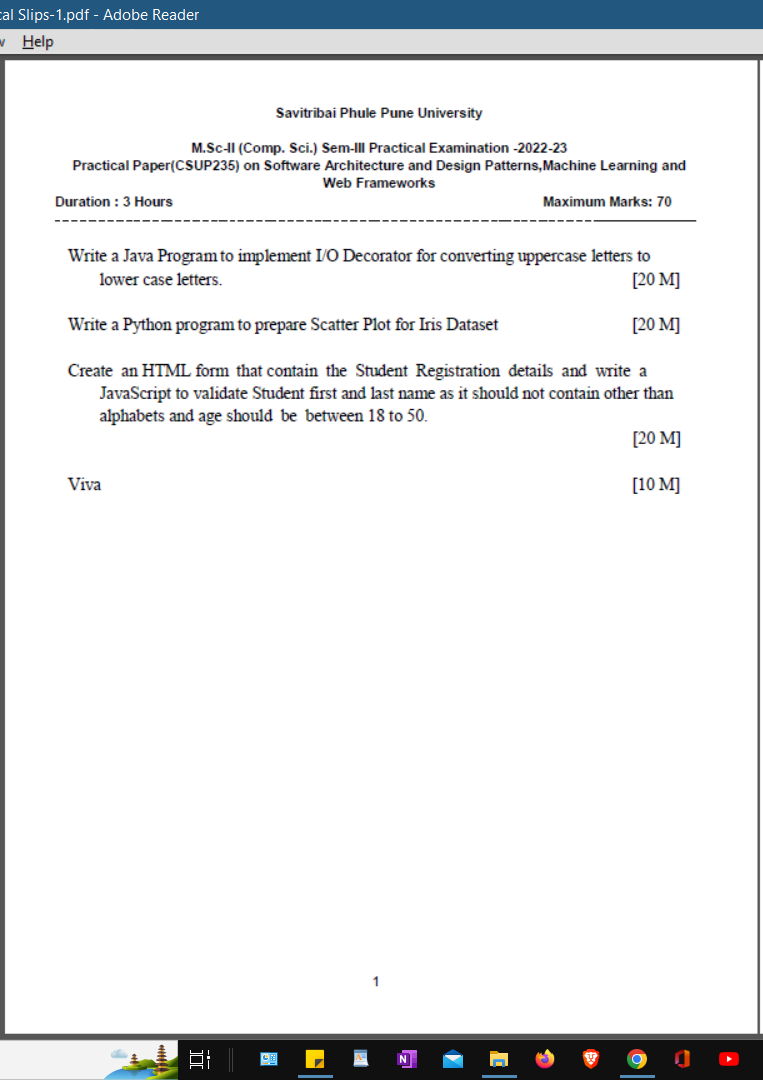 cal Slips-1.pdf - Adobe Reader
Help
Savitribai Phule Pune University
M.Sc-II (Comp. Sci.) Sem-III Practical Examination -2022-23
Practical Paper(CSUP235) on Software Architecture and Design Patterns,Machine Learning and
Web Frameworks
Duration : 3 Hours Maximum Marks: 70
Write a Java Program to implement I/O Decorator for converting uppercase letters to
lower case letters. [20 M]
Write a Python program to prepare Scatter Plot for Iris Dataset [20 M]
Create an HTML form that contain the Student Registration details and write a
JavaScript to validate Student first and last name as it should not contain other than
alphabets and age should be between 18 to 50.
[20 M]
Viva [10 M]
1